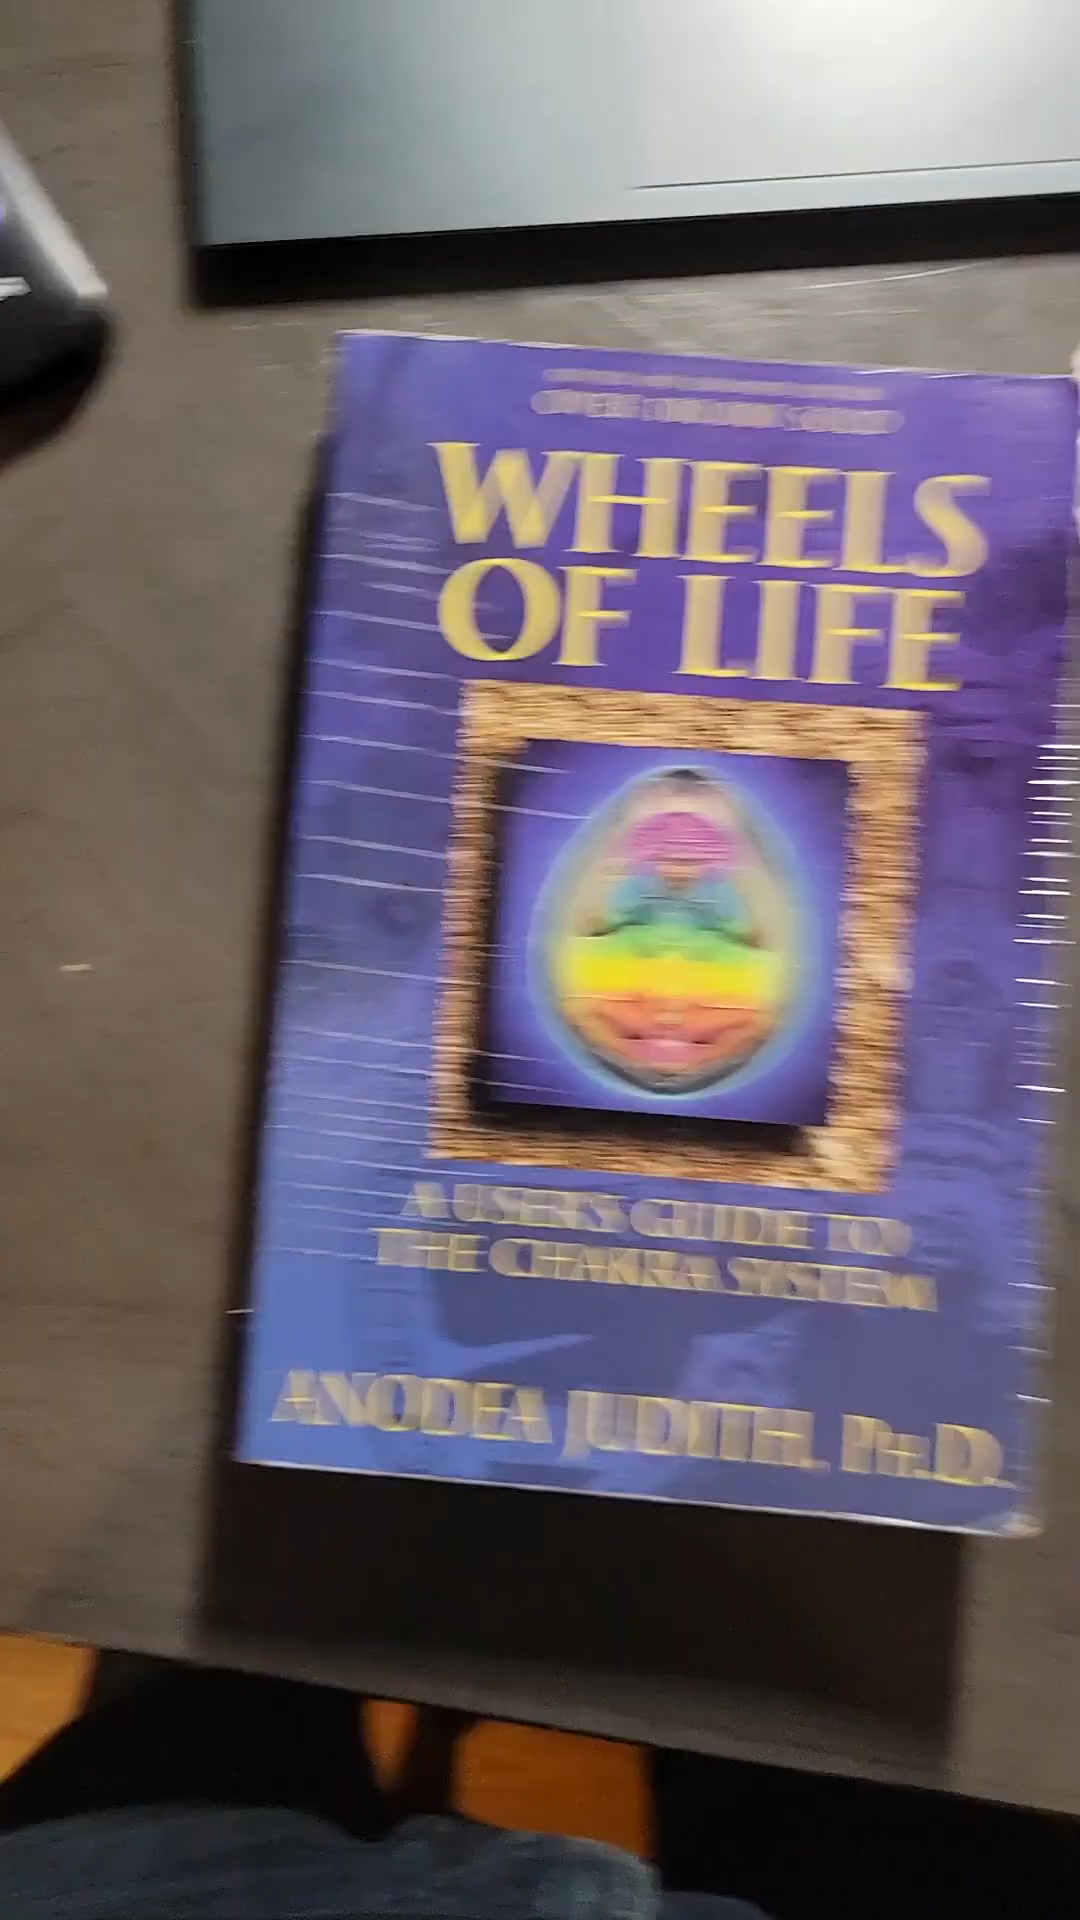 WHEELS
OF LIFE
A USER'S GUIDE TO
THE CHAKRA SYSTEM
ANODEA JUDITH, PH.D.